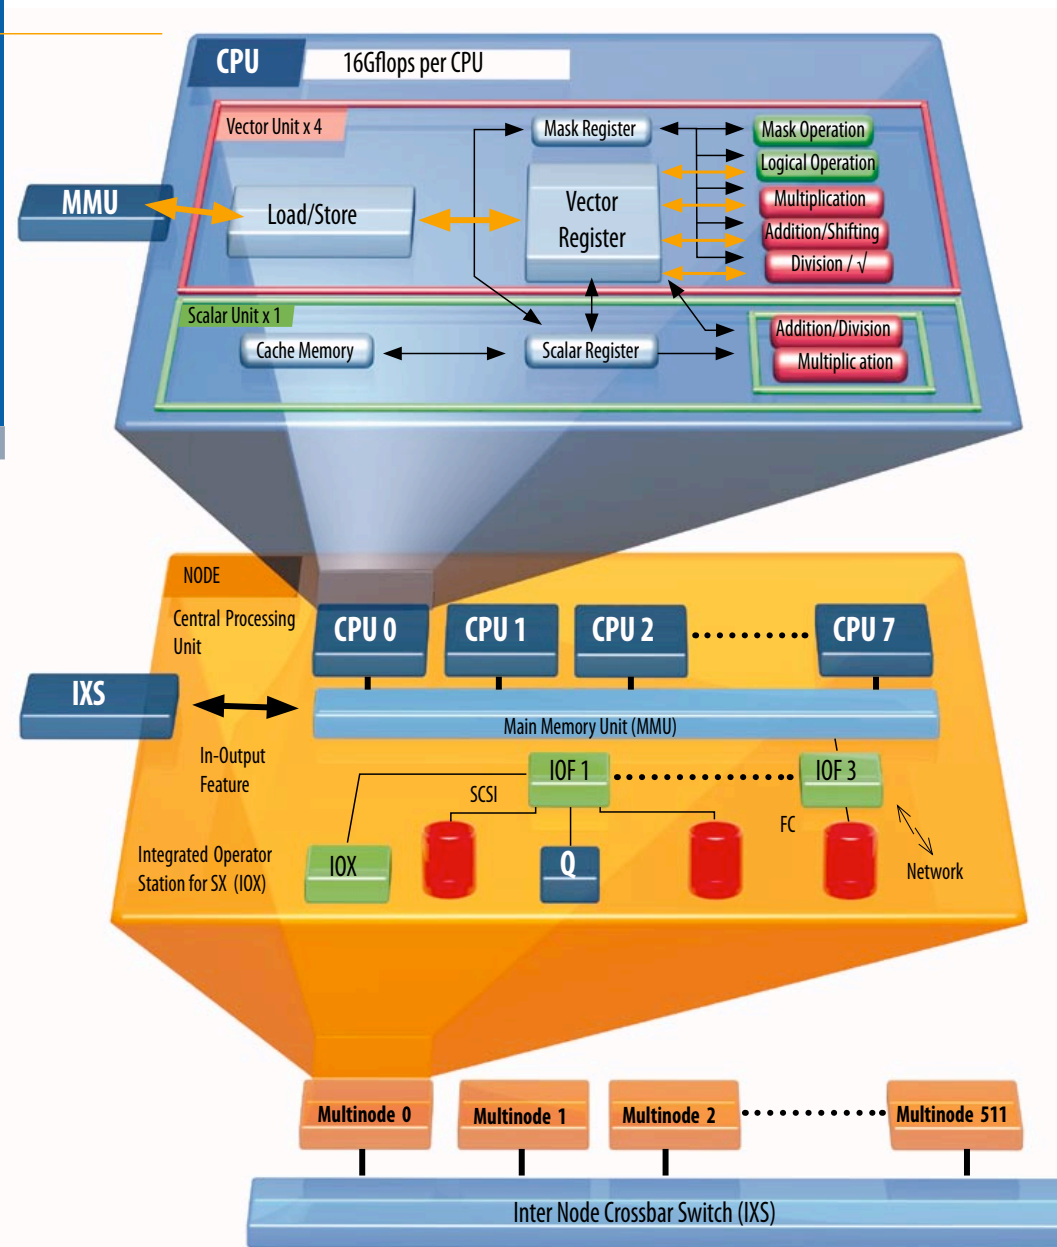 CPU
16Gflops per CPU
Vector Unit x 4
Mask Register
Mask Operation
Logical Operation
MMU
Load/Store
Vector
Register
Multiplication
Addition/Shifting
Division / √
Scalar Unit x 1
Cache Memory
Scalar Register
Addition/Division
Multiplic ation
NODE
Central Processing
Unit
CPU 0
CPU 1
CPU 2
CPU 7
IXS
Main Memory Unit (MMU)
In-Output
Feature
IOF 1
IOF 3
SCSI
FC
Integrated Operator
Station for SX (IOX)
IOX
Q
Network
Multinode 0
Multinode 1
Multinode 2
Multinode 511
Inter Node Crossbar Switch (IXS)